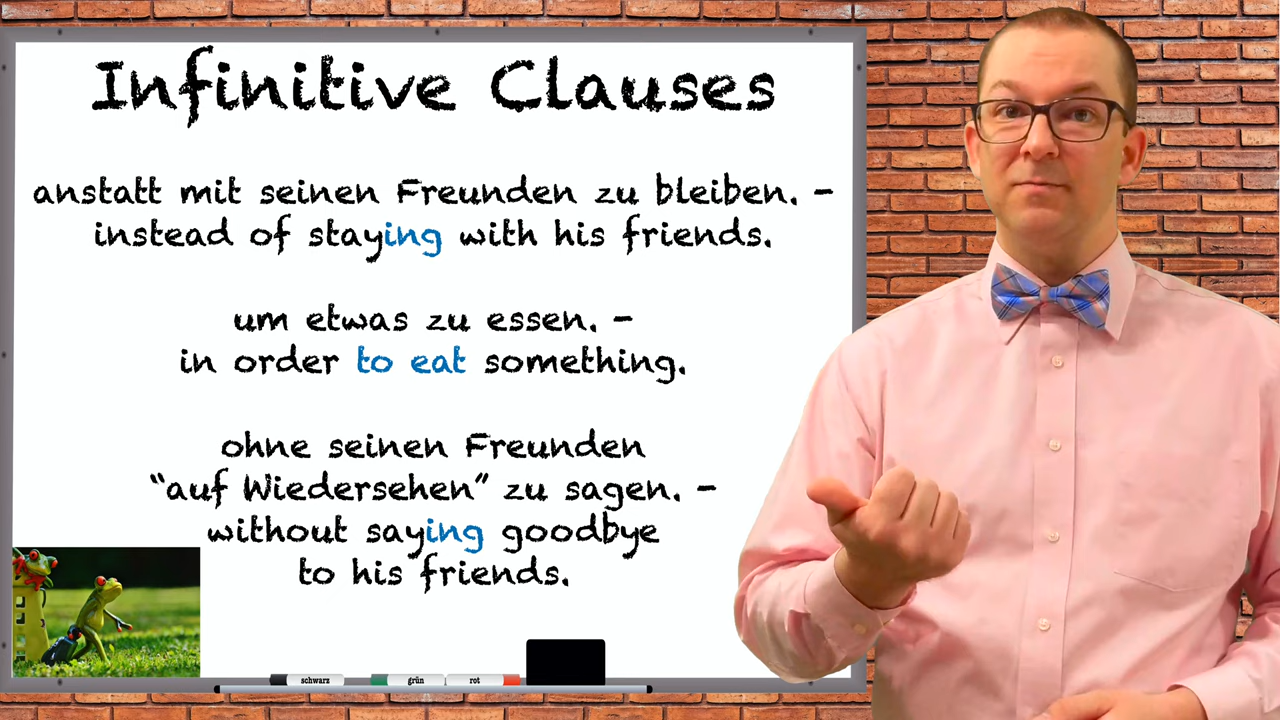 Infinitive Clauses
anstatt mit seinen Freunden zu bleiben. –
instead of staying with his friends.
um etwas zu essen. –
in order to eat something.
ohne seinen Freunden
“auf Wiedersehen” zu sagen. –
without saying goodbye
to his friends.
schwarz
grün
rot